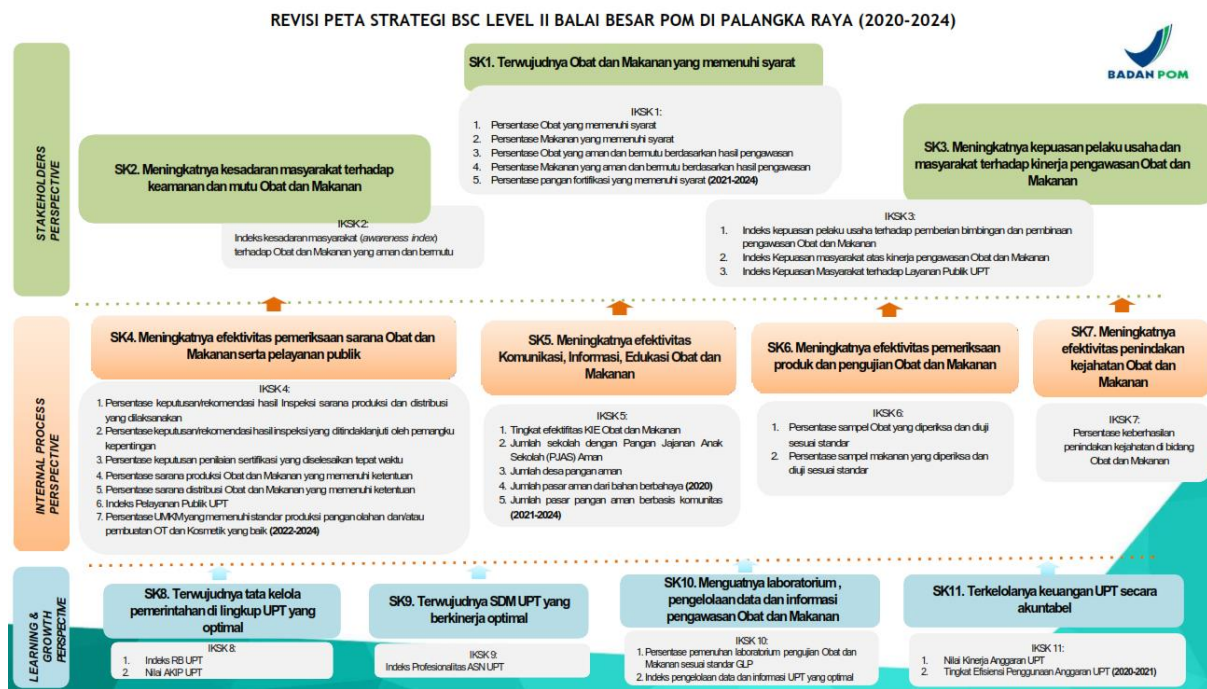 REVISI PETA STRATEGI BSC LEVEL II BALAI BESAR POM DI PALANGKA RAYA (2020-2024)
BADAN POM
STAKEHOLDERS
PERSPECTIVE
SK1. Terwujudnya Obat dan Makanan yang memenuhi syarat
IKSK 1:
1. Persentase Obat yang memenuhi syarat
2. Persentase Makanan yang memenuhi syarat
3. Persentase Obat yang aman dan bermutu berdasarkan hasil pengawasan
4. Persentase Makanan yang aman dan bermutu berdasarkan hasil pengawasan
5. Persentase pangan fortifikasi yang memenuhi syarat (2021-2024)
SK2. Meningkatnya kesadaran masyarakat terhadap
keamanan dan mutu Obat dan Makanan
IKSK 2:
Indeks kesadaran masyarakat (awareness index)
terhadap Obat dan Makanan yang aman dan bermutu
SK3. Meningkatnya kepuasan pelaku usaha dan
masyarakat terhadap kinerja pengawasan Obat dan
Makanan
IKSK 3:
1. Indeks kepuasan pelaku usaha terhadap pemberian bimbingan dan pembinaan
pengawasan Obat dan Makanan
2. Indeks Kepuasan masyarakat atas kinerja pengawasan Obat dan Makanan
3. Indeks Kepuasan Masyarakat terhadap Layanan Publik UPT
INTERNAL PROCESS
PERSPECTIVE
SK4. Meningkatnya efektivitas pemeriksaan sarana Obat dan
Makanan serta pelayanan publik
IKSK 4:
1. Persentase keputusan/rekomendasi hasil Inspeksi sarana produksi dan distribusi
yang dilaksanakan
2. Persentase keputusan/rekomendasi hasil inspeksi yang ditindaklanjuti oleh pemangku
kepentingan
3. Persentase keputusan penilaian sertifikasi yang diselesaikan tepat waktu
4. Persentase sarana produksi Obat dan Makanan yang memenuhi ketentuan
5. Persentase sarana distribusi Obat dan Makanan yang memenuhi ketentuan
6. Indeks Pelayanan Publik UPT
7. Persentase UMKM yang memenuhi standar produksi pangan olahan dan/atau
pembuatan OT dan Kosmetik yang baik (2022-2024)
SK5. Meningkatnya efektivitas
Komunikasi, Informasi, Edukasi Obat dan
Makanan
IKSK 5:
1. Tingkat efektifitas KIE Obat dan Makanan
2. Jumlah sekolah dengan Pangan Jajanan Anak
Sekolah (PJAS) Aman
3. Jumlah desa pangan aman
4. Jumlah pasar aman dari bahan berbahaya (2020)
5. Jumlah pasar pangan aman berbasis komunitas
(2021-2024)
SK6. Meningkatnya efektivitas pemeriksaan
produk dan pengujian Obat dan Makanan
IKSK 6:
1. Persentase sampel Obat yang diperiksa dan diuji
sesuai standar
2. Persentase sampel makanan yang diperiksa dan
diuji sesuai standar
SK7. Meningkatnya
efektivitas penindakan
kejahatan Obat dan
Makanan
IKSK 7:
Persentase keberhasilan
penindakan kejahatan di bidang
Obat dan Makanan
LEARNING &
GROWTH
PERSPECTIVE
SK8. Terwujudnya tata kelola
pemerintahan di lingkup UPT yang
optimal
IKSK 8:
1. Indeks RB UPT
2. Nilai AKIP UPT
SK9. Terwujudnya SDM UPT yang
berkinerja optimal
IKSK 9:
Indeks Profesionalitas ASN UPT
SK10. Menguatnya laboratorium ,
pengelolaan data dan informasi
pengawasan Obat dan Makanan
IKSK 10:
1. Persentase pemenuhan laboratorium pengujian Obat dan
Makanan sesuai standar GLP
2. Indeks pengelolaan data dan informasi UPT yang optimal
SK11. Terkelolanya keuangan UPT secara
akuntabel
IKSK 11:
1. Nilai Kinerja Anggaran UPT
2. Tingkat Efisiensi Penggunaan Anggaran UPT (2020-2021)